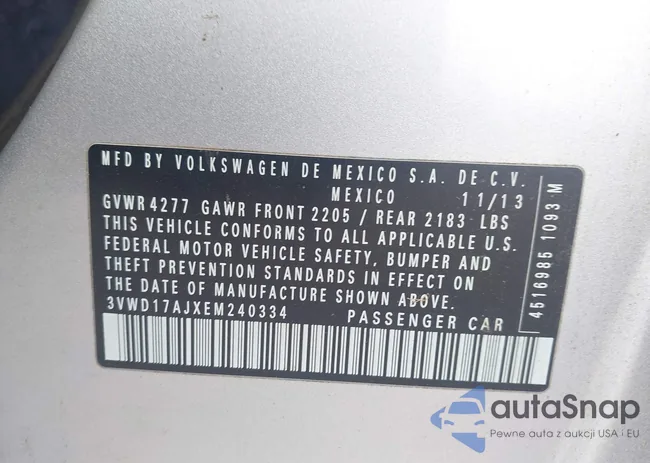 MFD BY VOLKSWAGEN DE MEXICO S.A. DE C.V.
MEXICO 11/13
GVWR 4277 GAWR FRONT 2205 / REAR 2183 LBS
THIS VEHICLE CONFORMS TO ALL APPLICABLE U.S.
FEDERAL MOTOR VEHICLE SAFETY, BUMPER AND
THEFT PREVENTION STANDARDS IN EFFECT ON
THE DATE OF MANUFACTURE SHOWN ABOVE.
3VWD17AJXEM240334 PASSENGER CAR
4516985 1093 M
autoSnap
Pewne auta z aukcji USA i EU